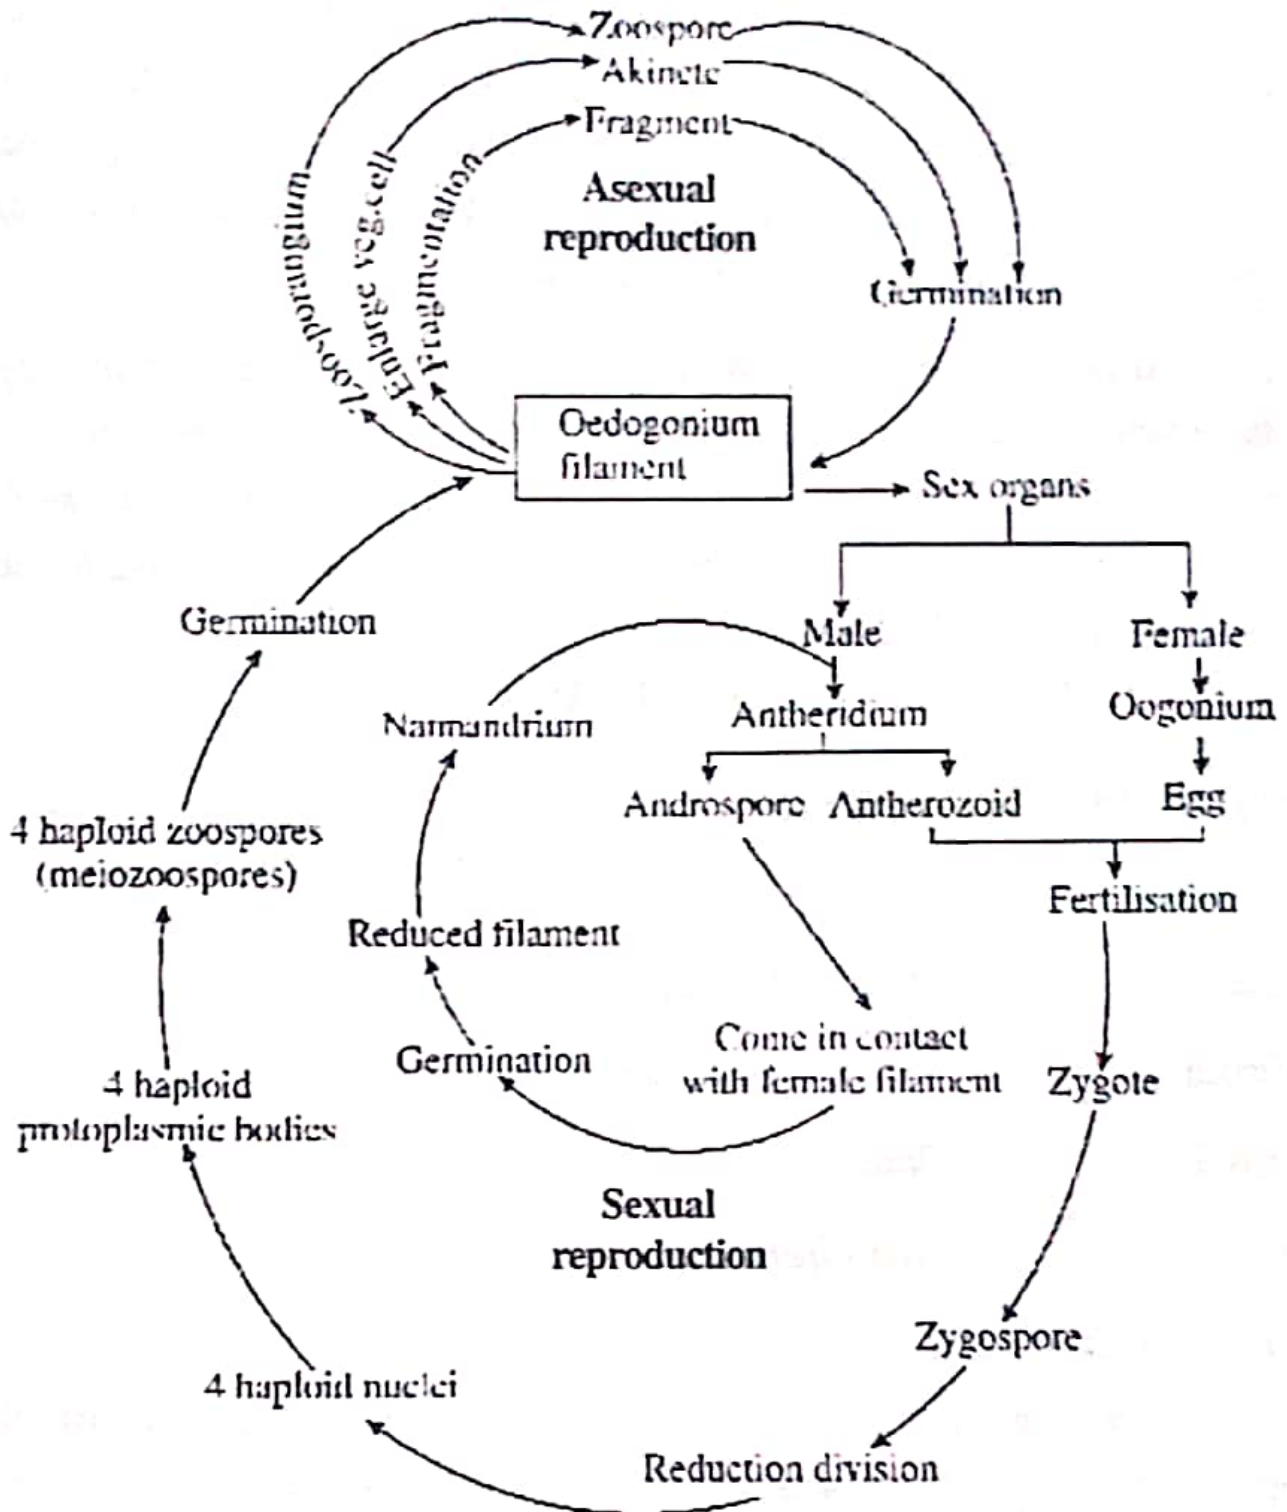 Zoospore
Akinete
Fragment
Asexual
reproduction
Zoosporangium
Enlarge veg.cell
Fragmentation
Germination
Oedogonium
filament
Sex organs
Germination
Male
Female
Nannandrium
Antheridium
Oogonium
Androspore
Antherozoid
Egg
4 haploid zoospores
(meiozoospores)
Fertilisation
Reduced filament
Come in contact
with female filament
Germination
Zygote
4 haploid
protoplasmic bodies
Sexual
reproduction
Zygospore
4 haploid nuclei
Reduction division